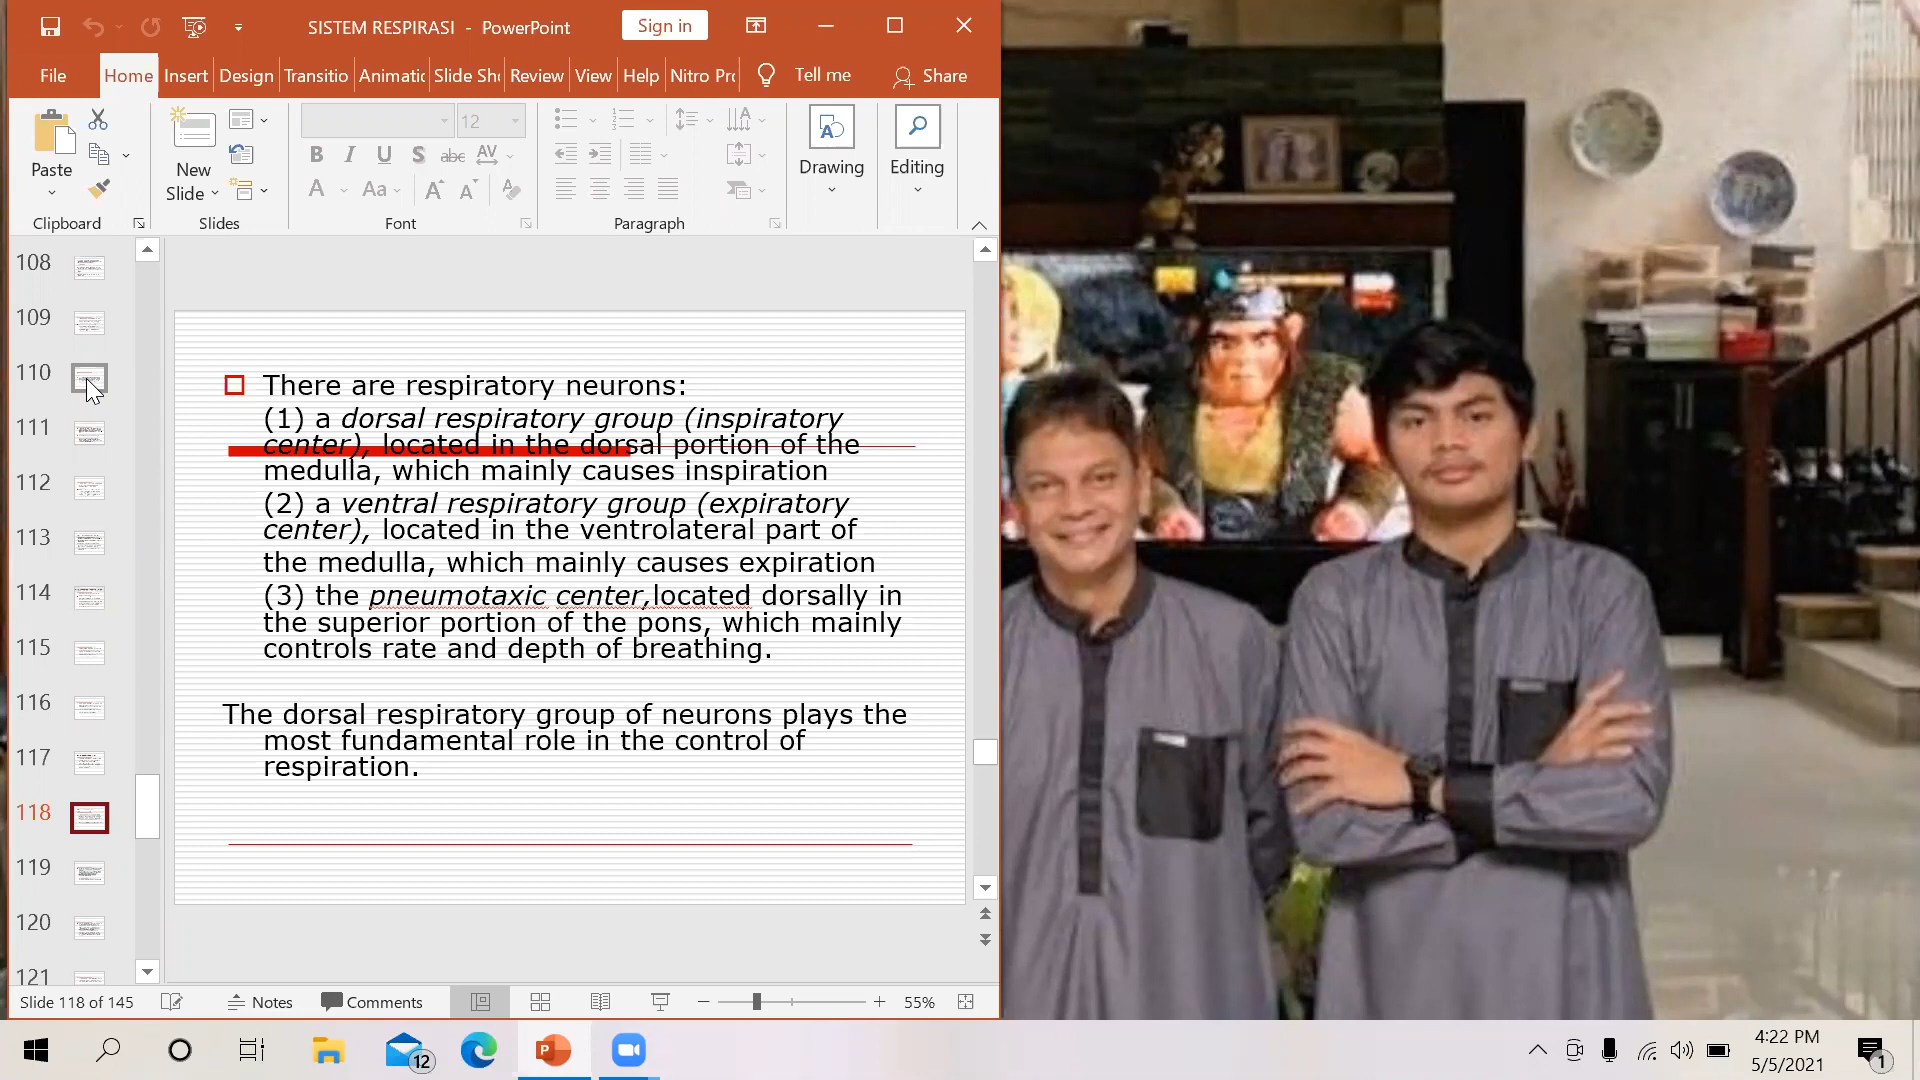 SISTEM RESPIRASI - PowerPoint
Sign in
File Home Insert Design Transitio Animatic Slide Sho Review View Help Nitro Pro Tell me Share
Paste
New
Slide
12
B I U S abc AV
A Aa A A
Drawing
Editing
Clipboard Slides Font Paragraph
108
109
110
111
112
113
114
115
116
117
118
119
120
121
There are respiratory neurons:
(1) a dorsal respiratory group (inspiratory
center), located in the dorsal portion of the
medulla, which mainly causes inspiration
(2) a ventral respiratory group (expiratory
center), located in the ventrolateral part of
the medulla, which mainly causes expiration
(3) the pneumotaxic center,located dorsally in
the superior portion of the pons, which mainly
controls rate and depth of breathing.
The dorsal respiratory group of neurons plays the
most fundamental role in the control of
respiration.
Slide 118 of 145 Notes Comments 55%
12
4:22 PM
5/5/2021
1